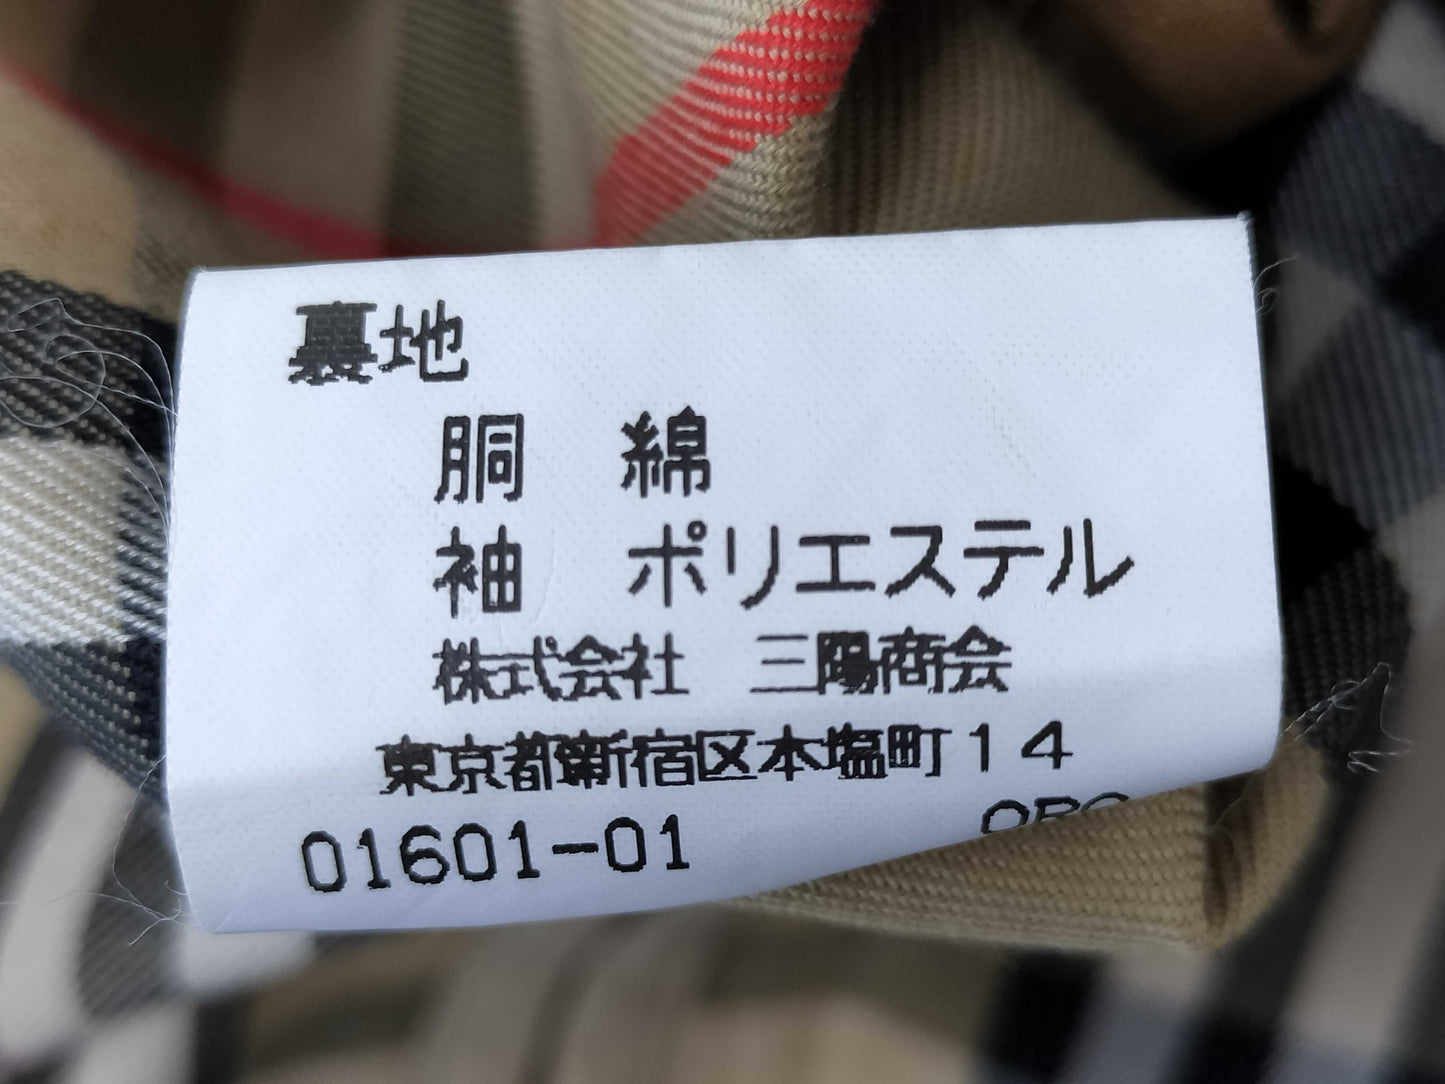 裏地
胴 綿
袖 ポリエステル
株式会社 三陽商会
東京都新宿区本塩町14
01601-01